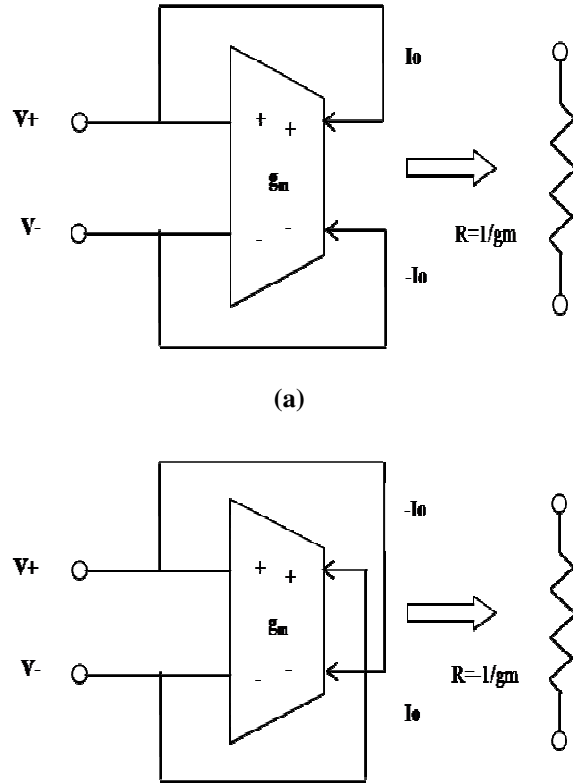 Io
V+
+
+
gm
V-
-
-
R=1/gm
-Io
(a)
-Io
V+
+
+
gm
V-
-
-
R=-1/gm
Io